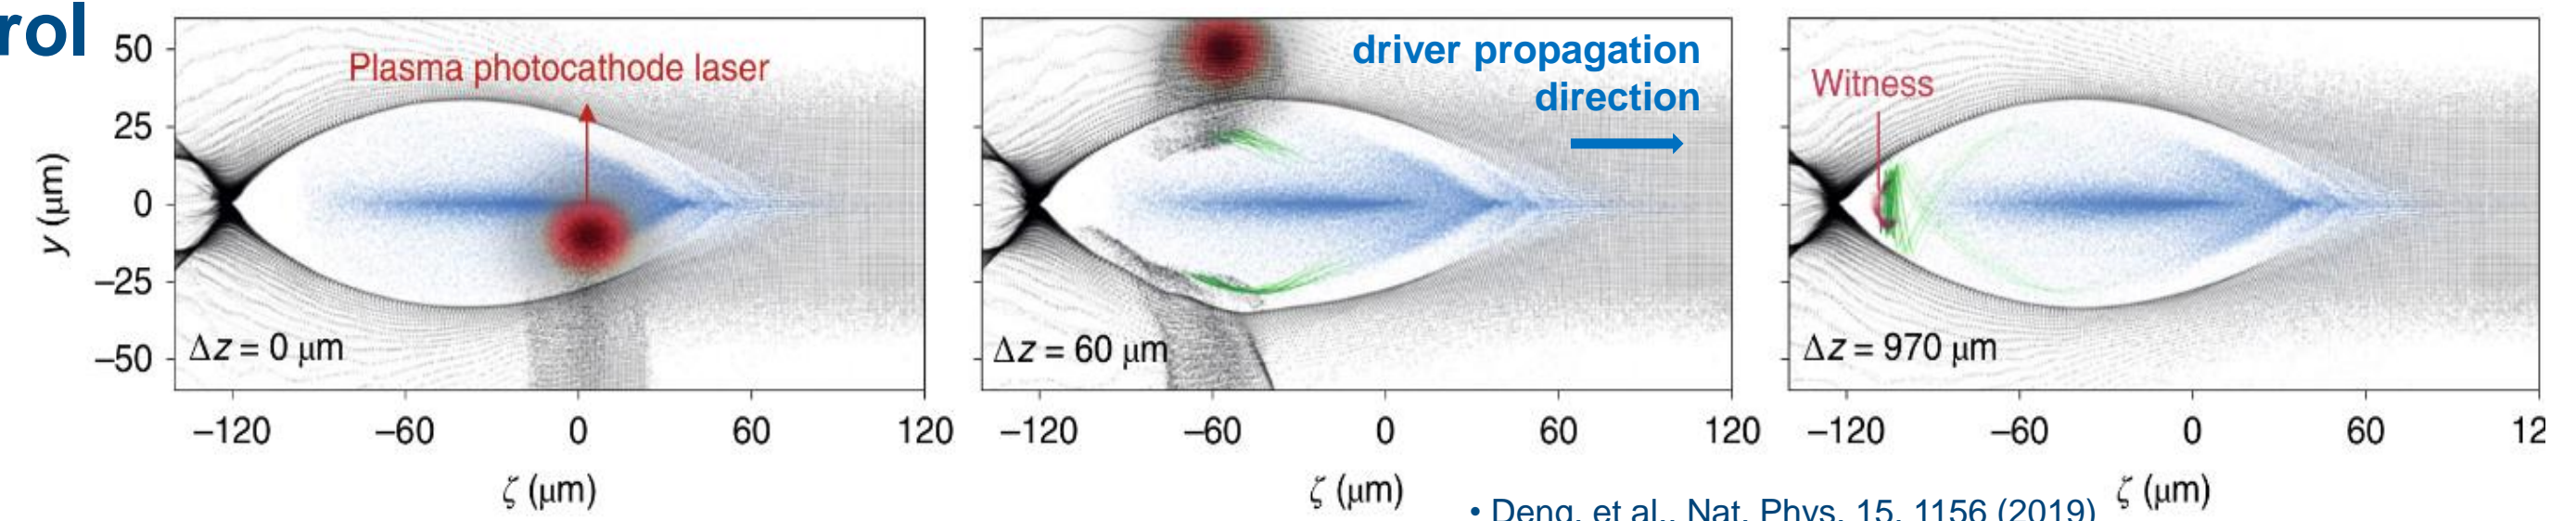 rol
50
25
0
−25
−50
y (μm)
Plasma photocathode laser
Δz = 0 μm
−120 −60 0 60 120
ζ (μm)
driver propagation
direction
Δz = 60 μm
−120 −60 0 60 120
ζ (μm)
Witness
Δz = 970 μm
−120 −60 0 60 12
ζ (μm)
• Deng, et al., Nat. Phys. 15, 1156 (2019)